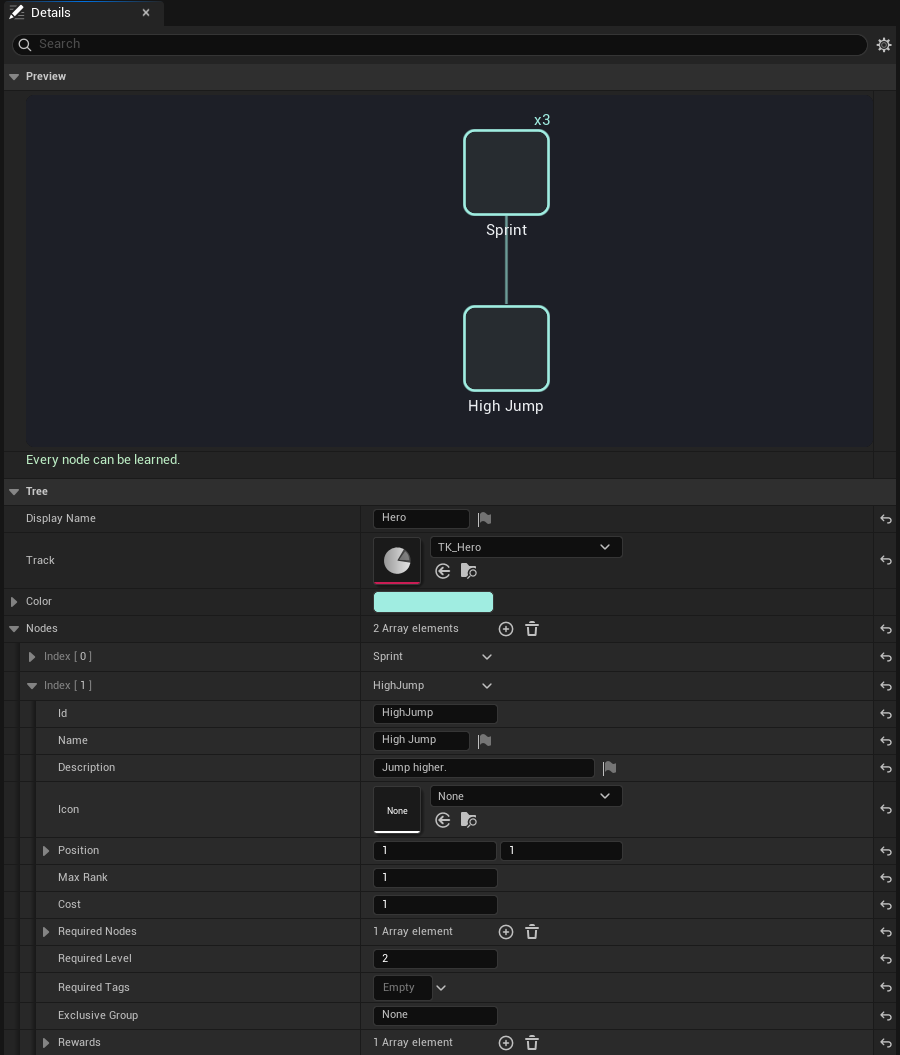 Details
Search
Preview
x3
Sprint
High Jump
Every node can be learned.
Tree
Display Name Hero
Track TK_Hero
Color
Nodes 2 Array elements
Index [ 0 ] Sprint
Index [ 1 ] HighJump
Id HighJump
Name High Jump
Description Jump higher.
Icon None None
Position 1 1
Max Rank 1
Cost 1
Required Nodes 1 Array element
Required Level 2
Required Tags Empty
Exclusive Group None
Rewards 1 Array element